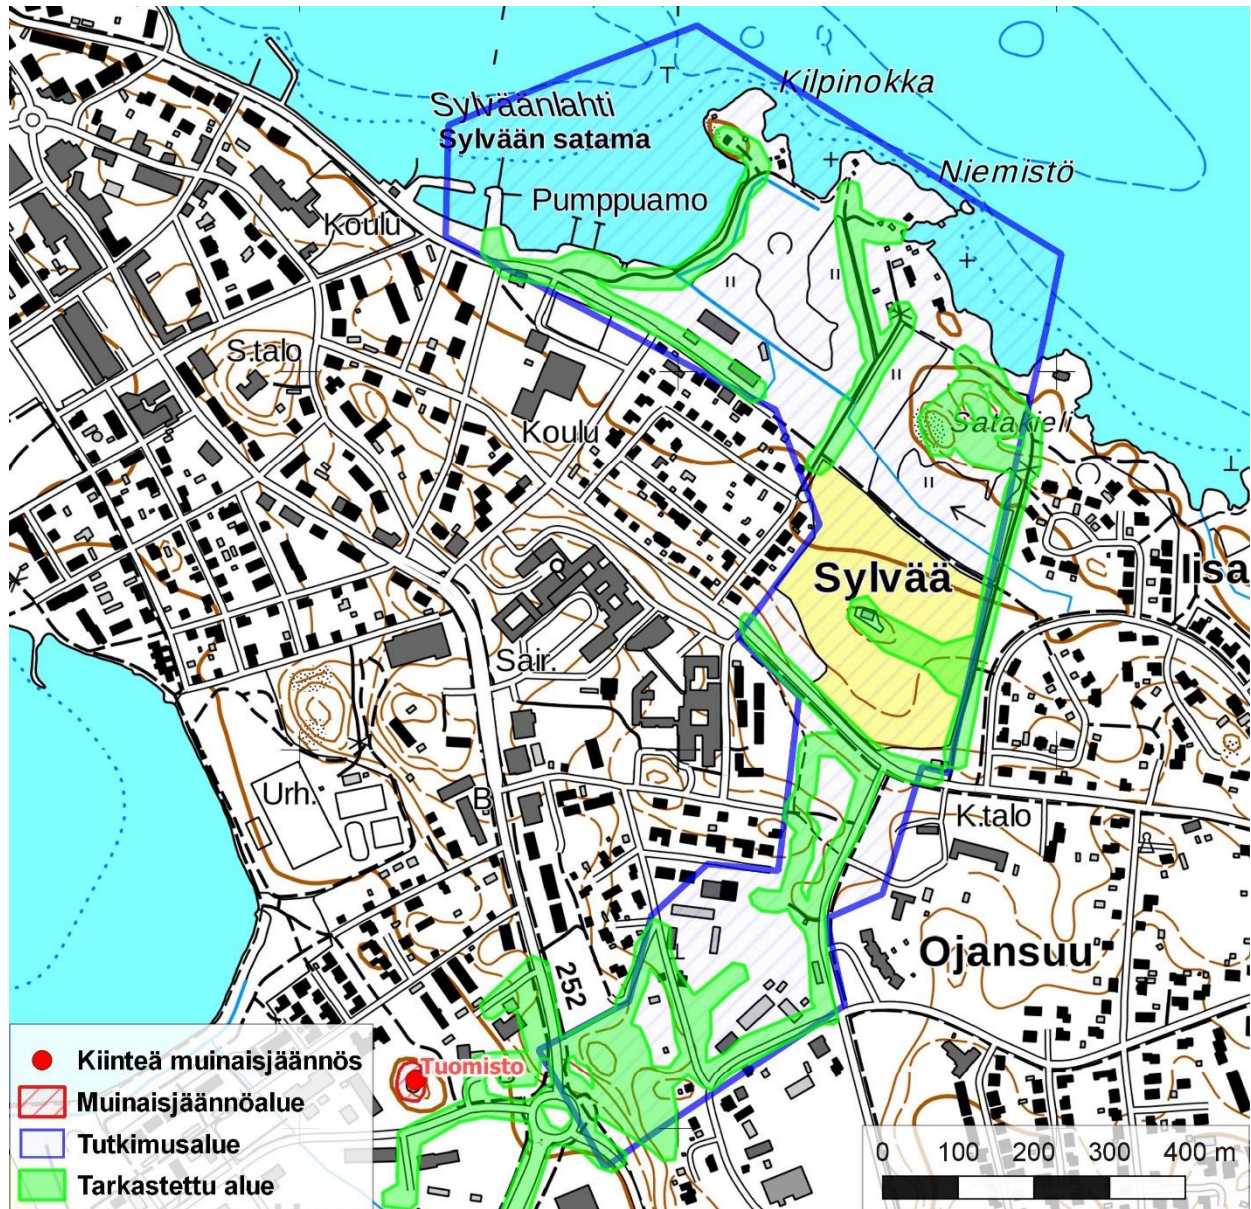 Kilpinokka
Sylväänlahti
Sylvään satama
Niemistö
Pumppuamo
Koulu
S.talo
Satakieli
Koulu
Sylvää
Iisa
Sair.
Urh.
B
K.talo
Ojansuu
252
Tuomisto
Kiinteä muinaisjäännös
Muinaisjäännöalue
Tutkimusalue
Tarkastettu alue
0 100 200 300 400 m